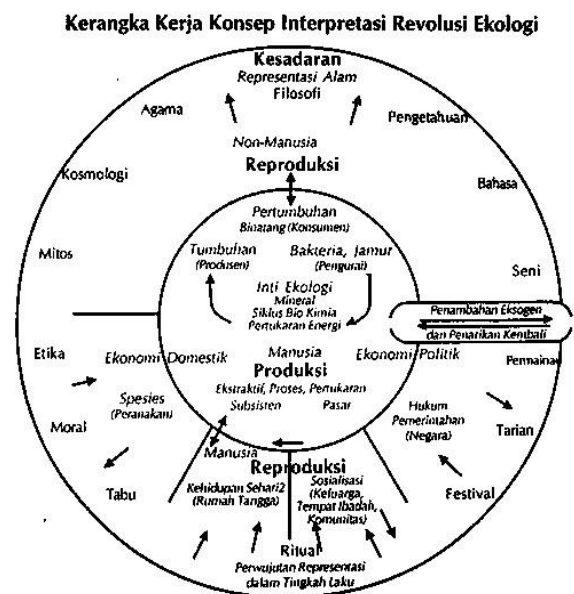 Kerangka Kerja Konsep Interpretasi Revolusi Ekologi
Kesadaran
Representasi Alam
Filosofi
Agama
Pengetahuan
Non-Manusia
Reproduksi
Kosmologi
Bahasa
Pertumbuhan
Binatang (Konsumen)
Tumbuhan
(Produsen)
Bakteria, Jamur
(Pengurai)
Mitos
Seni
Inti Ekologi
Mineral
Siklus Bio Kimia
Pertukaran Energi
Penambahan Eksogen
dan Penarikan Kembali
Etika
Ekonomi Domestik
Manusia
Ekonomi Politik
Permainan
Produksi
Ekstraktif, Proses, Pertukaran
Subsisten
Pasar
Spesies
(Peranakan)
Hukum
Pemerintahan
(Negara)
Moral
Tarian
Manusia
Reproduksi
Kehidupan Sehari2
(Rumah Tangga)
Sosialisasi
(Keluarga,
Tempat Ibadah,
Komunitas)
Tabu
Festival
Ritual
Perwujutan Representasi
dalam Tingkah Laku